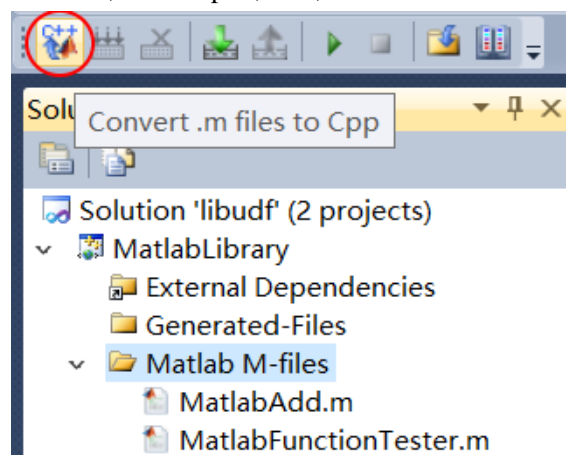 C++
Solu
Convert .m files to Cpp
Solution 'libudf' (2 projects)
MatlabLibrary
External Dependencies
Generated-Files
Matlab M-files
MatlabAdd.m
MatlabFunctionTester.m